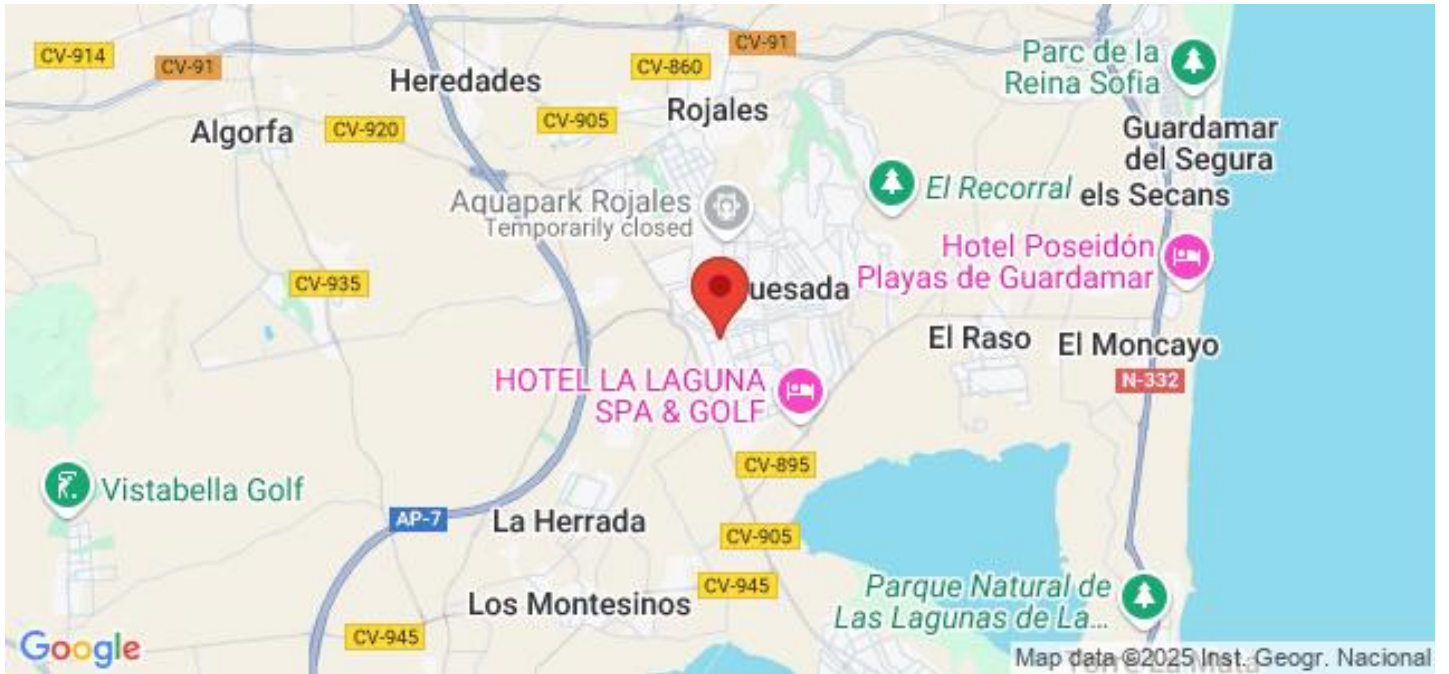 CV-914
CV-91
CV-91
CV-860
Heredades
Rojales
Parc de la
Reina Sofia
Algorfa
CV-920
CV-905
Guardamar
del Segura
Aquapark Rojales
Temporarily closed
El Recorral
els Secans
CV-935
uesada
Hotel Poseidón
Playas de Guardamar
El Raso
El Moncayo
N-332
HOTEL LA LAGUNA
SPA & GOLF
CV-895
Vistabella Golf
AP-7
La Herrada
CV-905
CV-945
Los Montesinos
Parque Natural de
Las Lagunas de La...
CV-945
Google
Map data ©2025 Inst. Geogr. Nacional